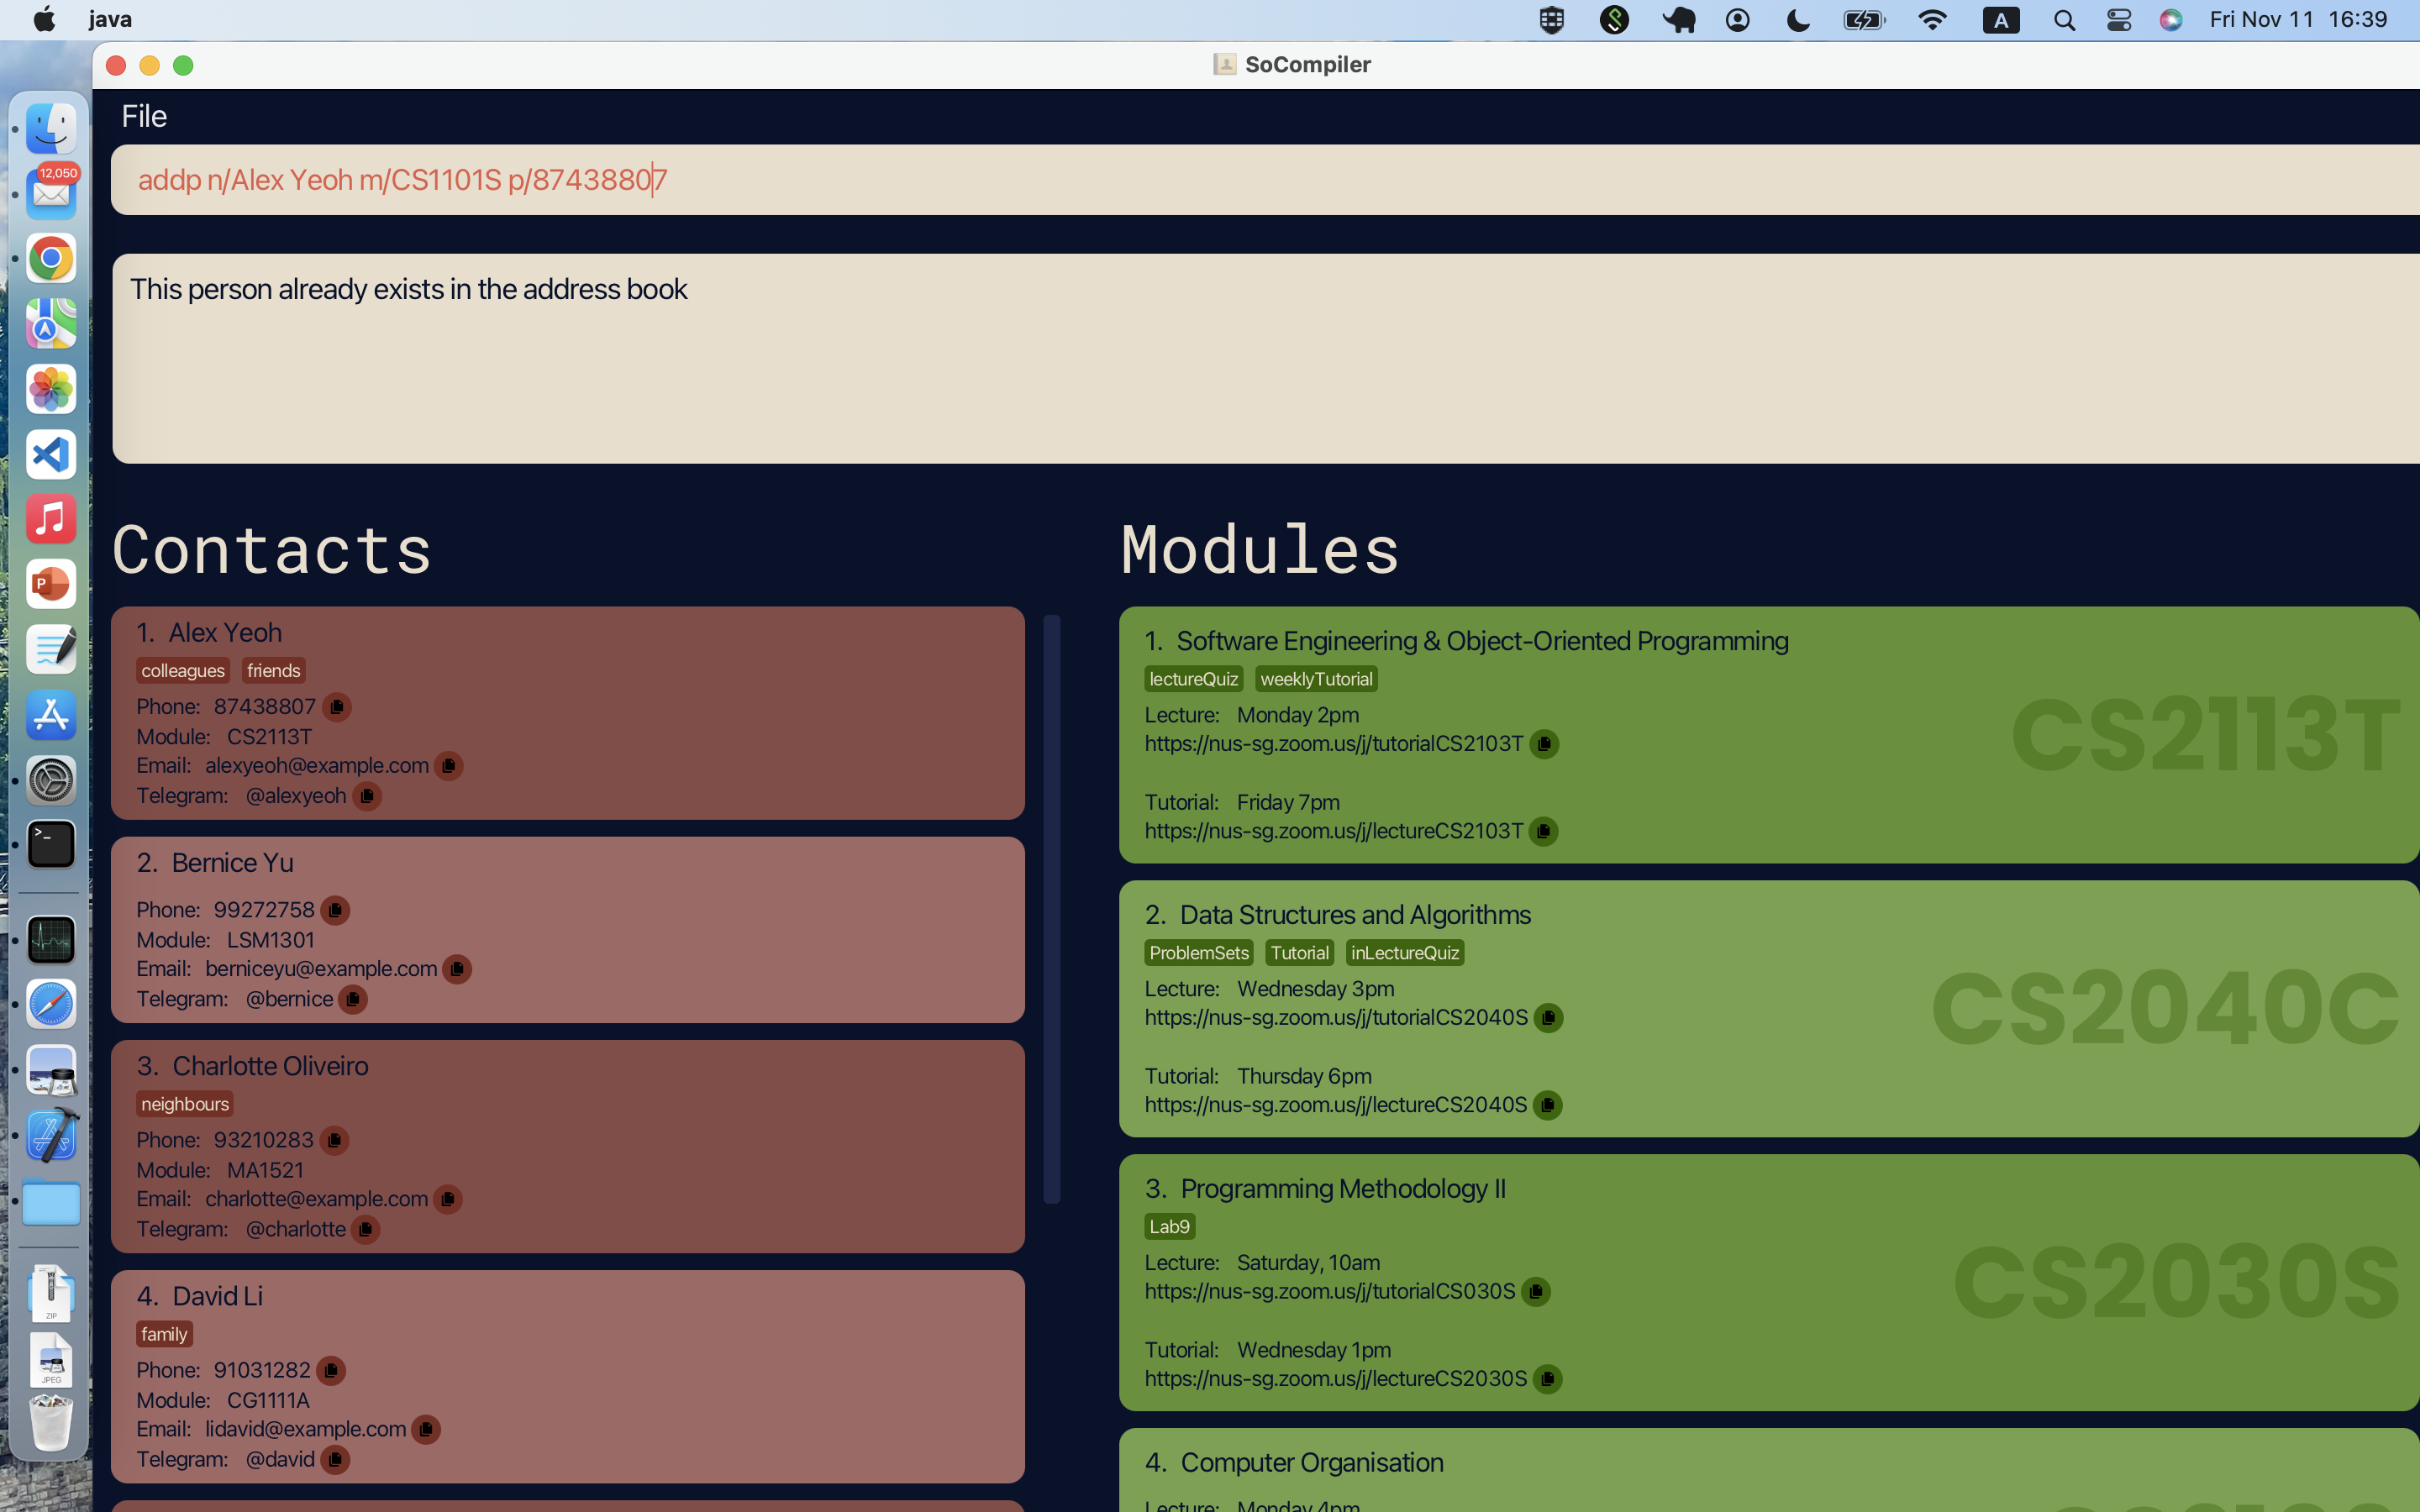 java
A
Fri Nov 11 16:39
SoCompiler
12,050
File
addp n/Alex Yeoh m/CS1101S p/87438807
This person already exists in the address book
Contacts
1. Alex Yeoh
colleagues friends
Phone: 87438807
Module: CS2113T
Email: alexyeoh@example.com
Telegram: @alexyeoh
2. Bernice Yu
Phone: 99272758
Module: LSM1301
Email: berniceyu@example.com
Telegram: @bernice
3. Charlotte Oliveiro
neighbours
Phone: 93210283
Module: MA1521
Email: charlotte@example.com
Telegram: @charlotte
4. David Li
family
Phone: 91031282
Module: CG1111A
Email: lidavid@example.com
Telegram: @david
Modules
1. Software Engineering & Object-Oriented Programming
lectureQuiz weeklyTutorial
Lecture: Monday 2pm
https://nus-sg.zoom.us/j/tutorialCS2103T
CS2113T
Tutorial: Friday 7pm
https://nus-sg.zoom.us/j/lectureCS2103T
2. Data Structures and Algorithms
ProblemSets Tutorial inLectureQuiz
Lecture: Wednesday 3pm
https://nus-sg.zoom.us/j/tutorialCS2040S
CS2040C
Tutorial: Thursday 6pm
https://nus-sg.zoom.us/j/lectureCS2040S
3. Programming Methodology II
Lab9
Lecture: Saturday, 10am
https://nus-sg.zoom.us/j/tutorialCS030S
CS2030S
Tutorial: Wednesday 1pm
https://nus-sg.zoom.us/j/lectureCS2030S
4. Computer Organisation
Lecture: Monday 4pm
P
>_
ZIP
JPEG